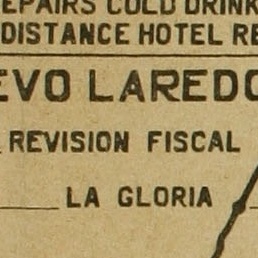 EPAIRS COLD DRINK
DISTANCE HOTEL RE
EVO LAREDO
REVISION FISCAL
LA GLORIA